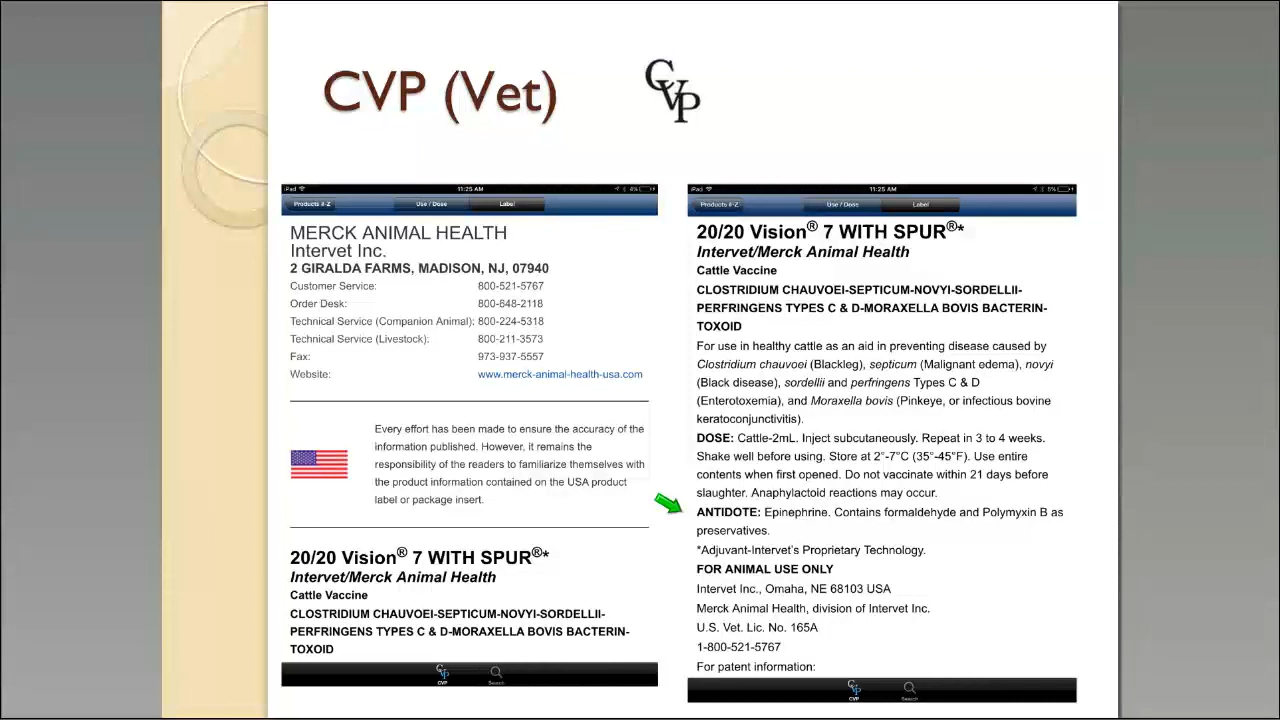 CVP (Vet)
CVP
iPad
11:25 AM
4%
Products #-Z
Use / Dose
Label
MERCK ANIMAL HEALTH
Intervet Inc.
2 GIRALDA FARMS, MADISON, NJ, 07940
Customer Service: 800-521-5767
Order Desk: 800-648-2118
Technical Service (Companion Animal): 800-224-5318
Technical Service (Livestock): 800-211-3573
Fax: 973-937-5557
Website: www.merck-animal-health-usa.com
Every effort has been made to ensure the accuracy of the
information published. However, it remains the
responsibility of the readers to familiarize themselves with
the product information contained on the USA product
label or package insert.
20/20 Vision® 7 WITH SPUR®*
Intervet/Merck Animal Health
Cattle Vaccine
CLOSTRIDIUM CHAUVOEI-SEPTICUM-NOVYI-SORDELLII-
PERFRINGENS TYPES C & D-MORAXELLA BOVIS BACTERIN-
TOXOID
CVP
CVP
Search
iPad
11:25 AM
5%
Products #-Z
Use / Dose
Label
20/20 Vision® 7 WITH SPUR®*
Intervet/Merck Animal Health
Cattle Vaccine
CLOSTRIDIUM CHAUVOEI-SEPTICUM-NOVYI-SORDELLII-
PERFRINGENS TYPES C & D-MORAXELLA BOVIS BACTERIN-
TOXOID
For use in healthy cattle as an aid in preventing disease caused by
Clostridium chauvoei (Blackleg), septicum (Malignant edema), novyi
(Black disease), sordellii and perfringens Types C & D
(Enterotoxemia), and Moraxella bovis (Pinkeye, or infectious bovine
keratoconjunctivitis).
DOSE: Cattle-2mL. Inject subcutaneously. Repeat in 3 to 4 weeks.
Shake well before using. Store at 2°-7°C (35°-45°F). Use entire
contents when first opened. Do not vaccinate within 21 days before
slaughter. Anaphylactoid reactions may occur.
ANTIDOTE: Epinephrine. Contains formaldehyde and Polymyxin B as
preservatives.
*Adjuvant-Intervet's Proprietary Technology.
FOR ANIMAL USE ONLY
Intervet Inc., Omaha, NE 68103 USA
Merck Animal Health, division of Intervet Inc.
U.S. Vet. Lic. No. 165A
1-800-521-5767
For patent information:
CVP
CVP
Search